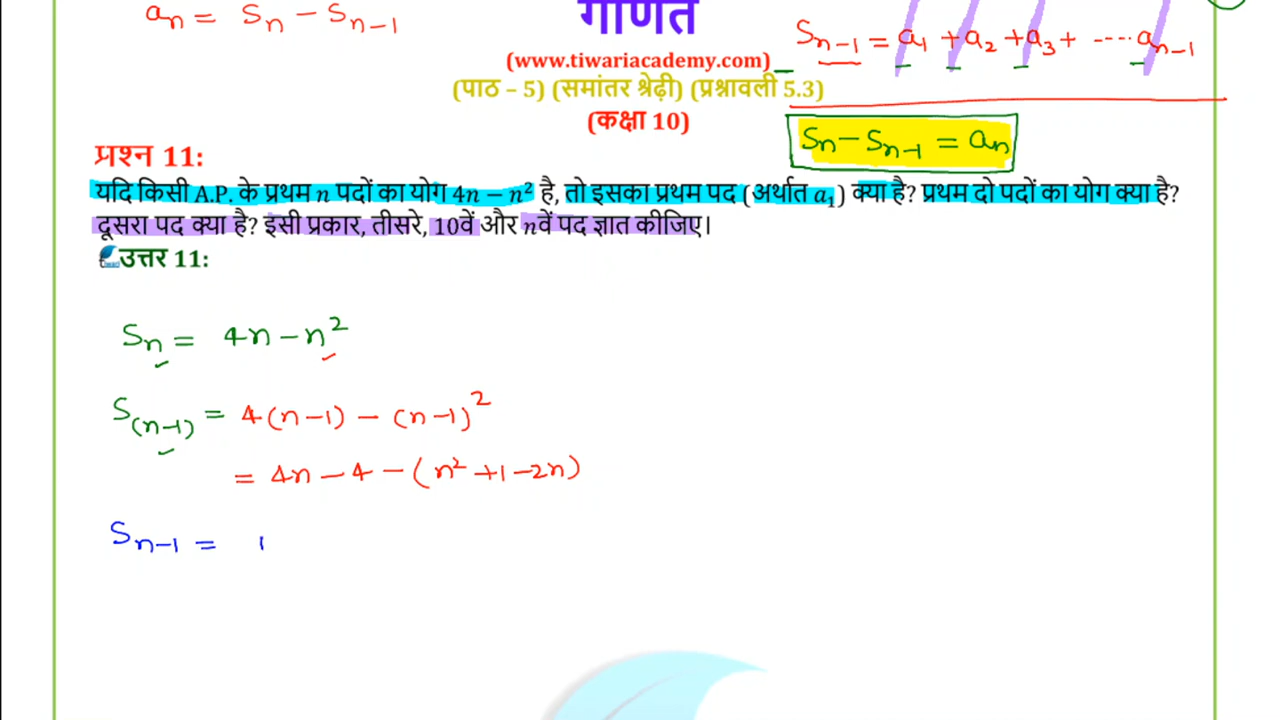 aₙ = Sₙ − Sₙ₋₁
गणित
Sₙ₋₁ = a₁ + a₂ + a₃ + ..... aₙ₋₁
(www.tiwariacademy.com)
(पाठ – 5) (समांतर श्रेढ़ी) (प्रश्नावली 5.3)
(कक्षा 10)
Sₙ − Sₙ₋₁ = aₙ
प्रश्न 11:
यदि किसी A.P. के प्रथम n पदों का योग 4n − n² है, तो इसका प्रथम पद (अर्थात a₁) क्या है? प्रथम दो पदों का योग क्या है?
दूसरा पद क्या है? इसी प्रकार, तीसरे, 10वें और nवें पद ज्ञात कीजिए।
उत्तर 11:
Sₙ = 4n − n²
S₍ₙ₋₁₎ = 4(n−1) − (n−1)²
= 4n − 4 − (n² + 1 − 2n)
Sₙ₋₁ =